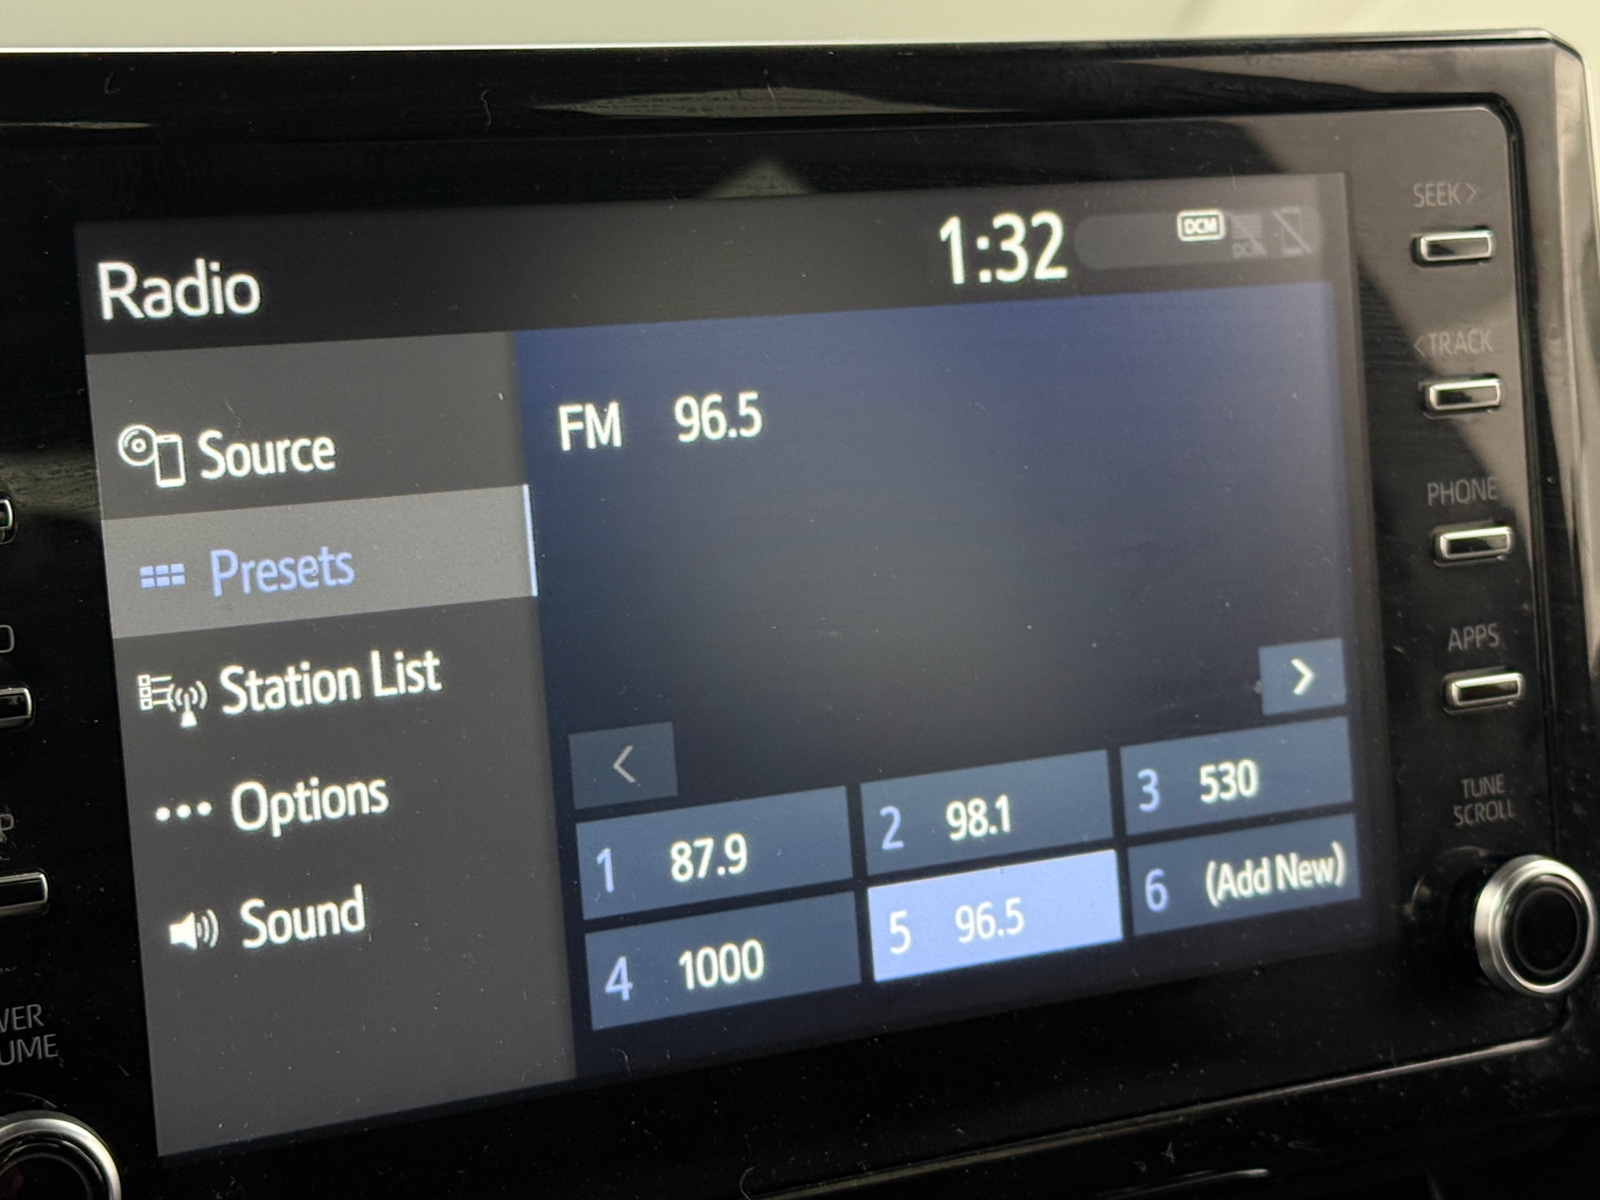 Radio
1:32
DCM
Source
Presets
Station List
Options
Sound
FM 96.5
>
<
1 87.9
2 98.1
3 530
4 1000
5 96.5
6 (Add New)
SEEK >
< TRACK
PHONE
APPS
TUNE
SCROLL